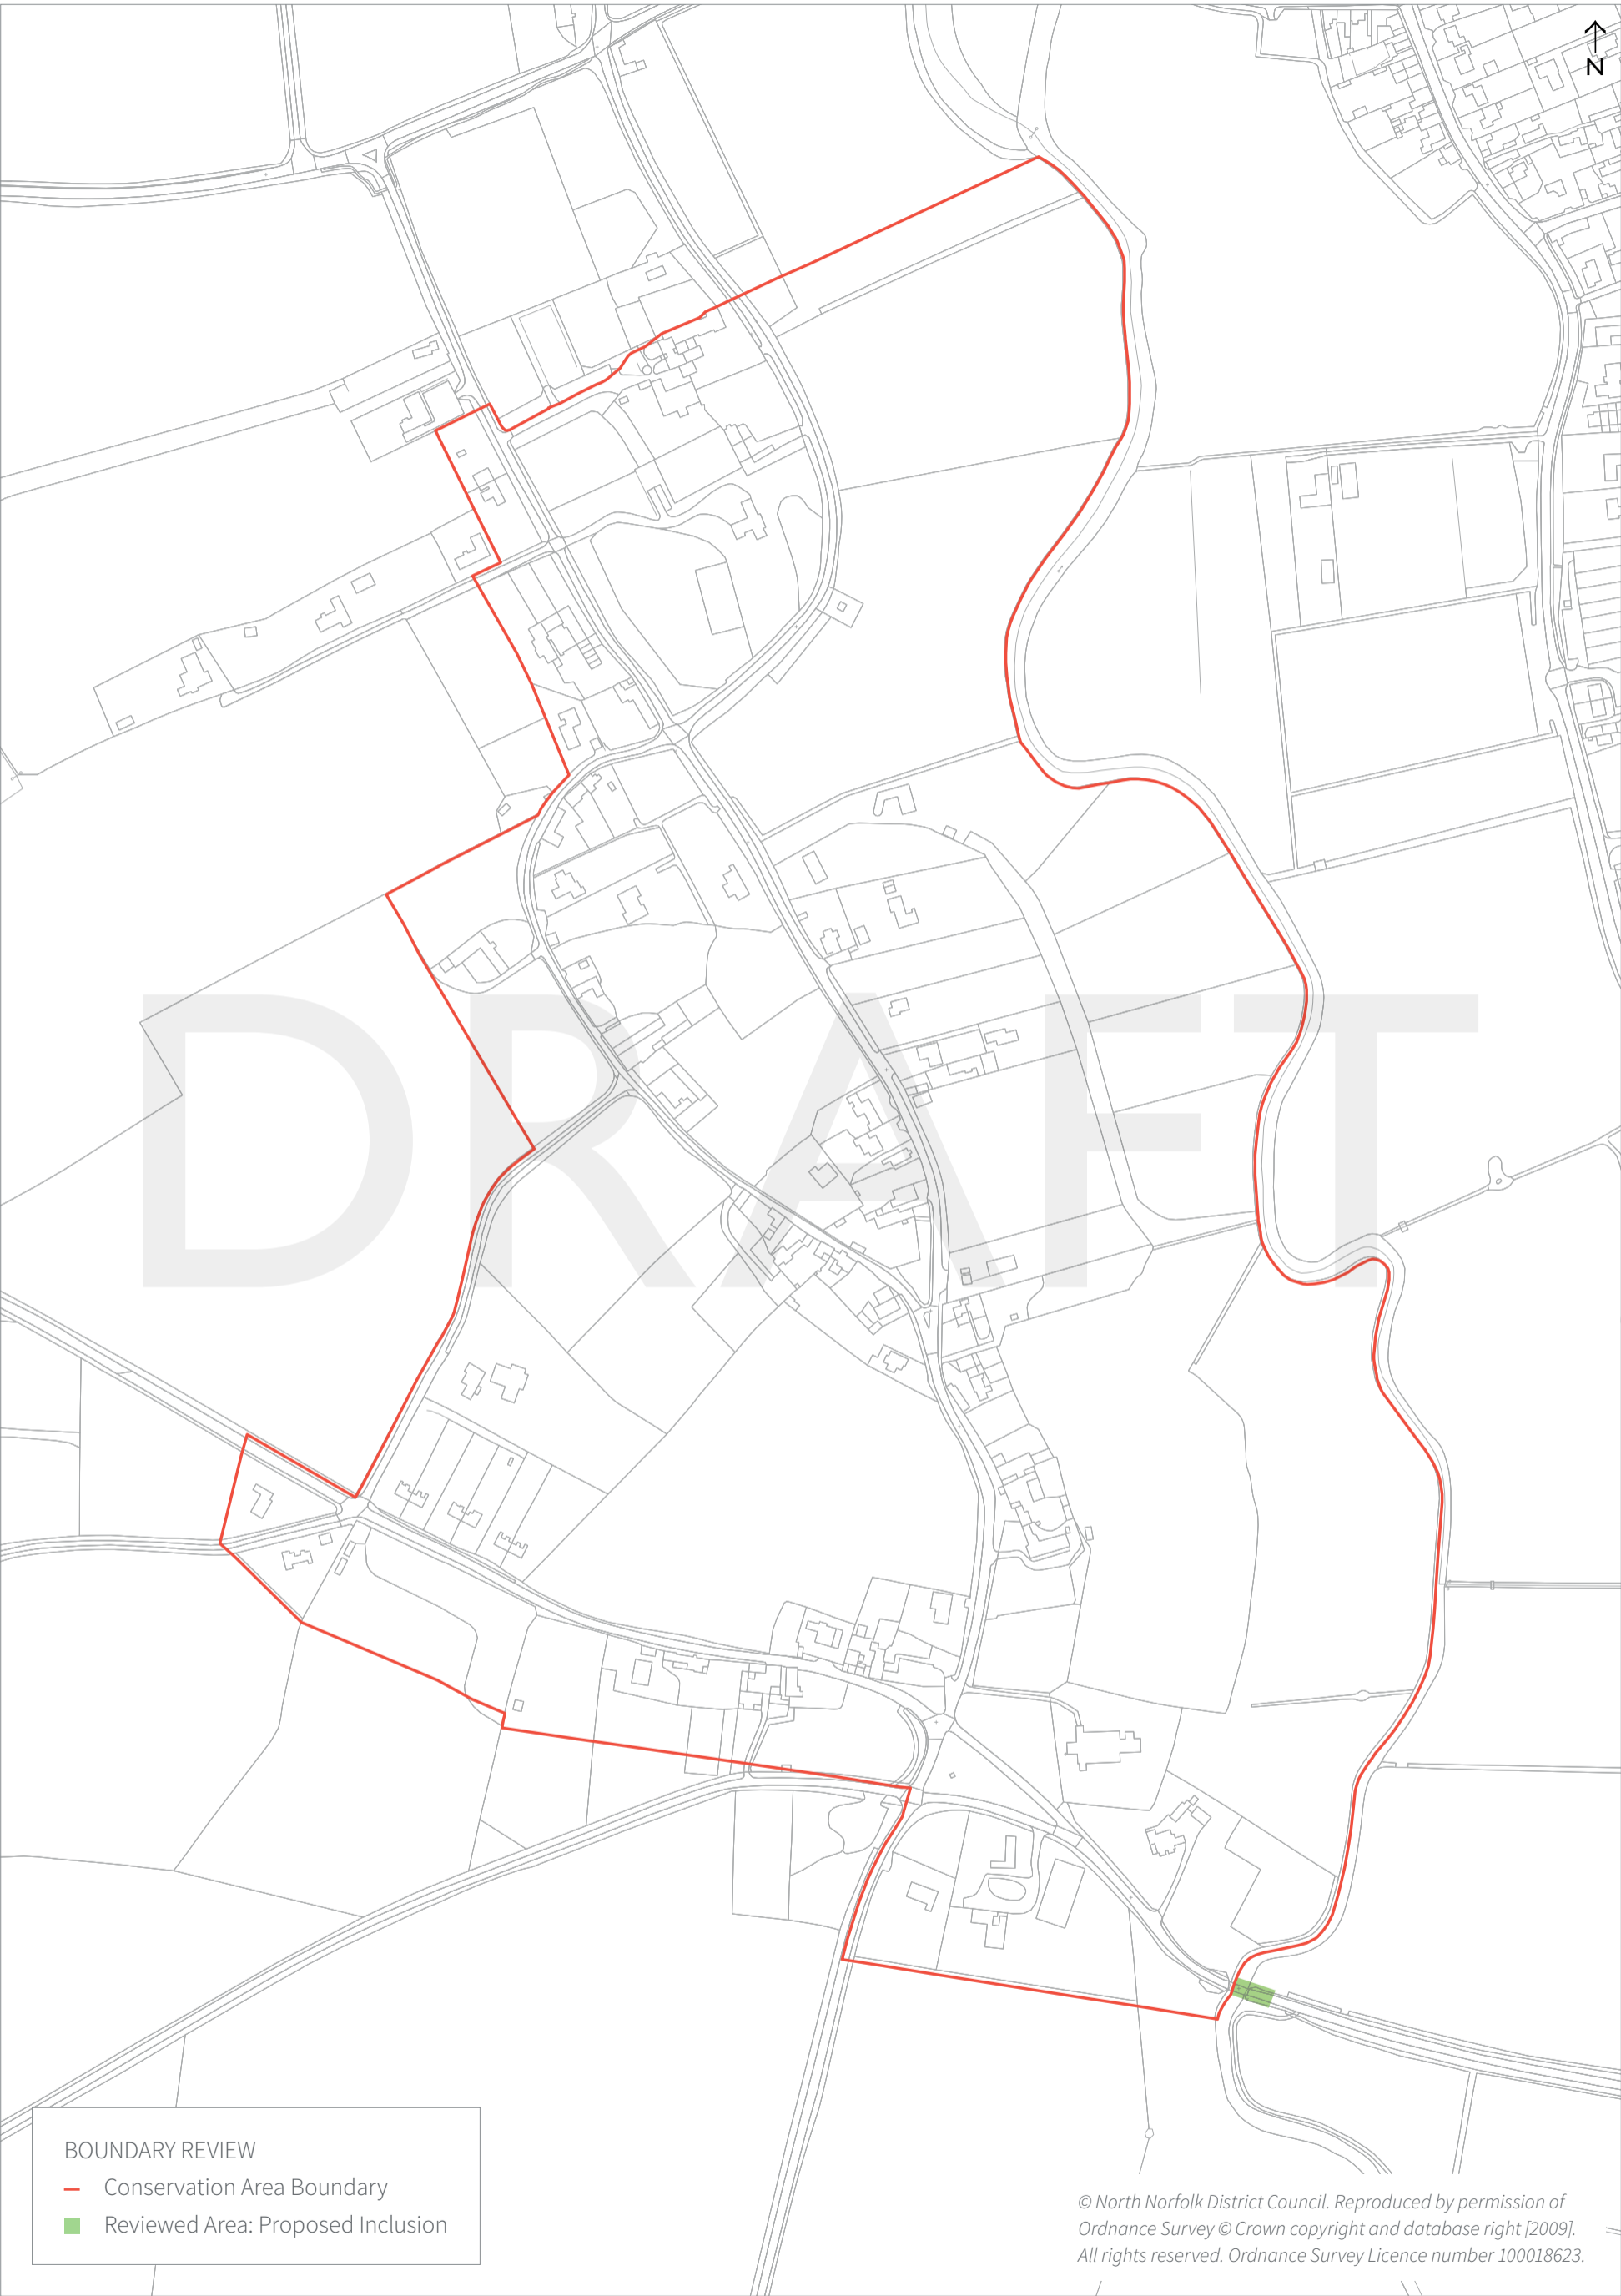 N
DRAFT
BOUNDARY REVIEW
Conservation Area Boundary
Reviewed Area: Proposed Inclusion
© North Norfolk District Council. Reproduced by permission of
Ordnance Survey © Crown copyright and database right [2009].
All rights reserved. Ordnance Survey Licence number 100018623.